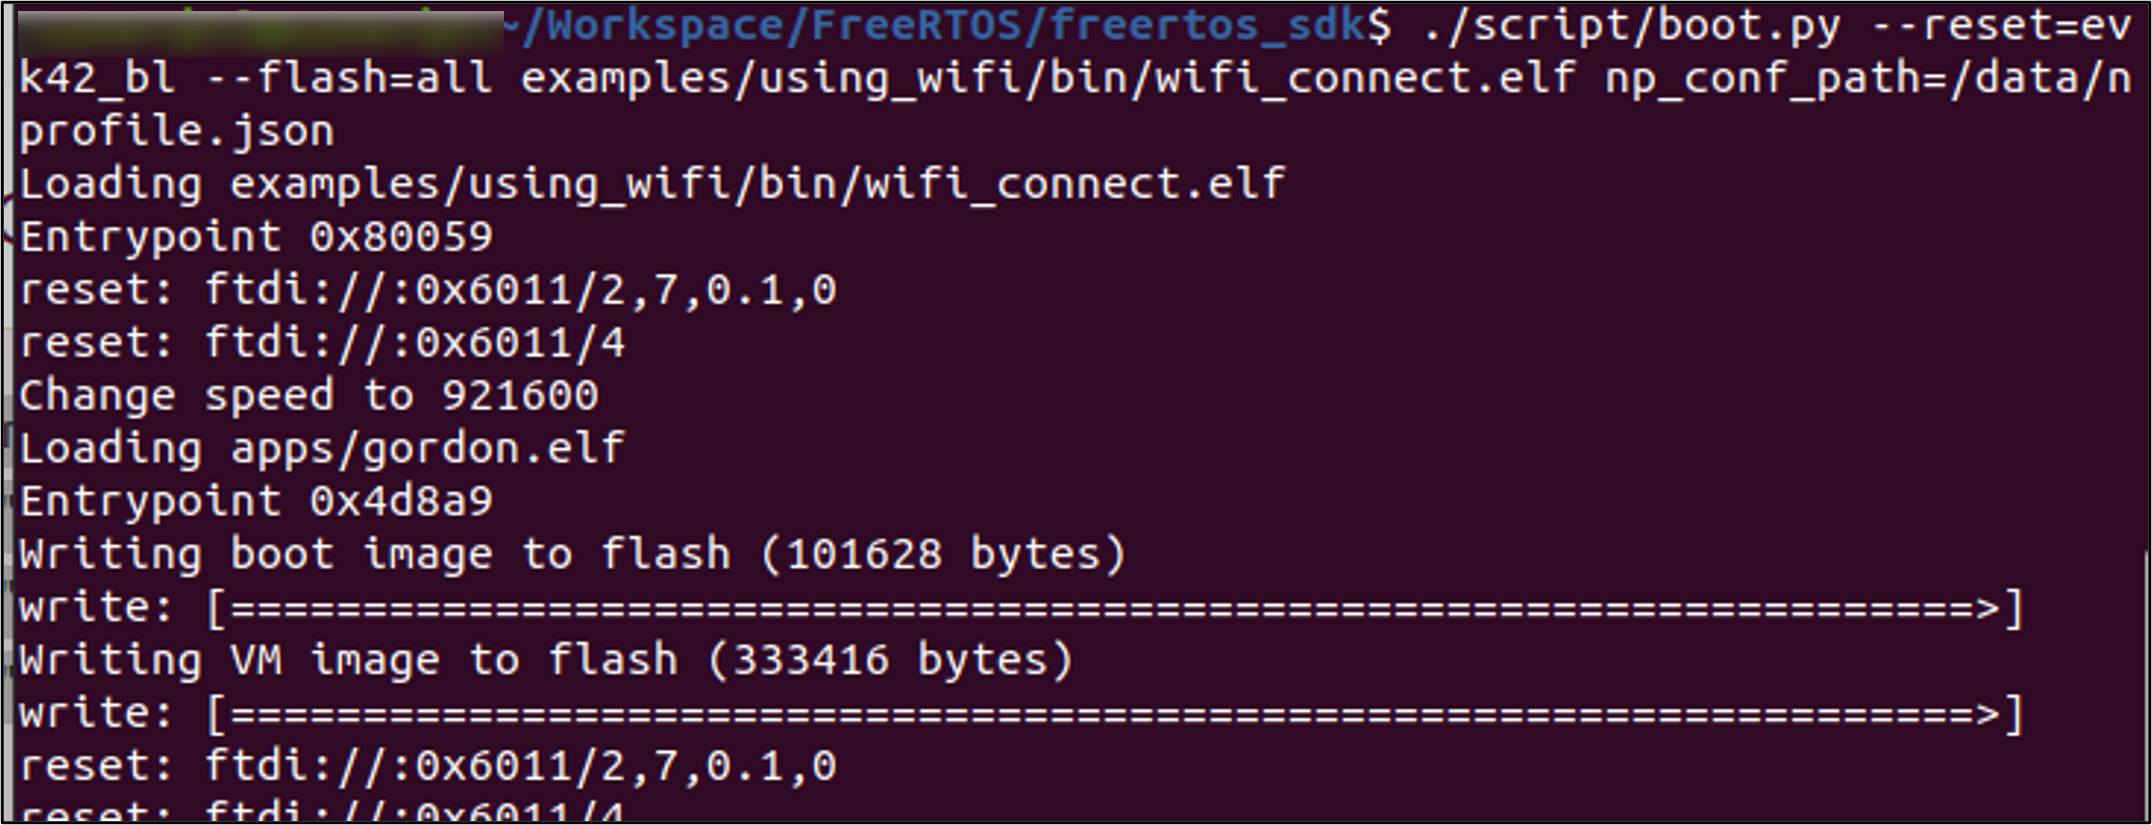 ~/Workspace/FreeRTOS/freertos_sdk$ ./script/boot.py --reset=ev
k42_bl --flash=all examples/using_wifi/bin/wifi_connect.elf np_conf_path=/data/n
profile.json
Loading examples/using_wifi/bin/wifi_connect.elf
Entrypoint 0x80059
reset: ftdi://:0x6011/2,7,0.1,0
reset: ftdi://:0x6011/4
Change speed to 921600
Loading apps/gordon.elf
Entrypoint 0x4d8a9
Writing boot image to flash (101628 bytes)
write: [==================================================================>]
Writing VM image to flash (333416 bytes)
write: [==================================================================>]
reset: ftdi://:0x6011/2,7,0.1,0
reset: ftdi://:0x6011/4